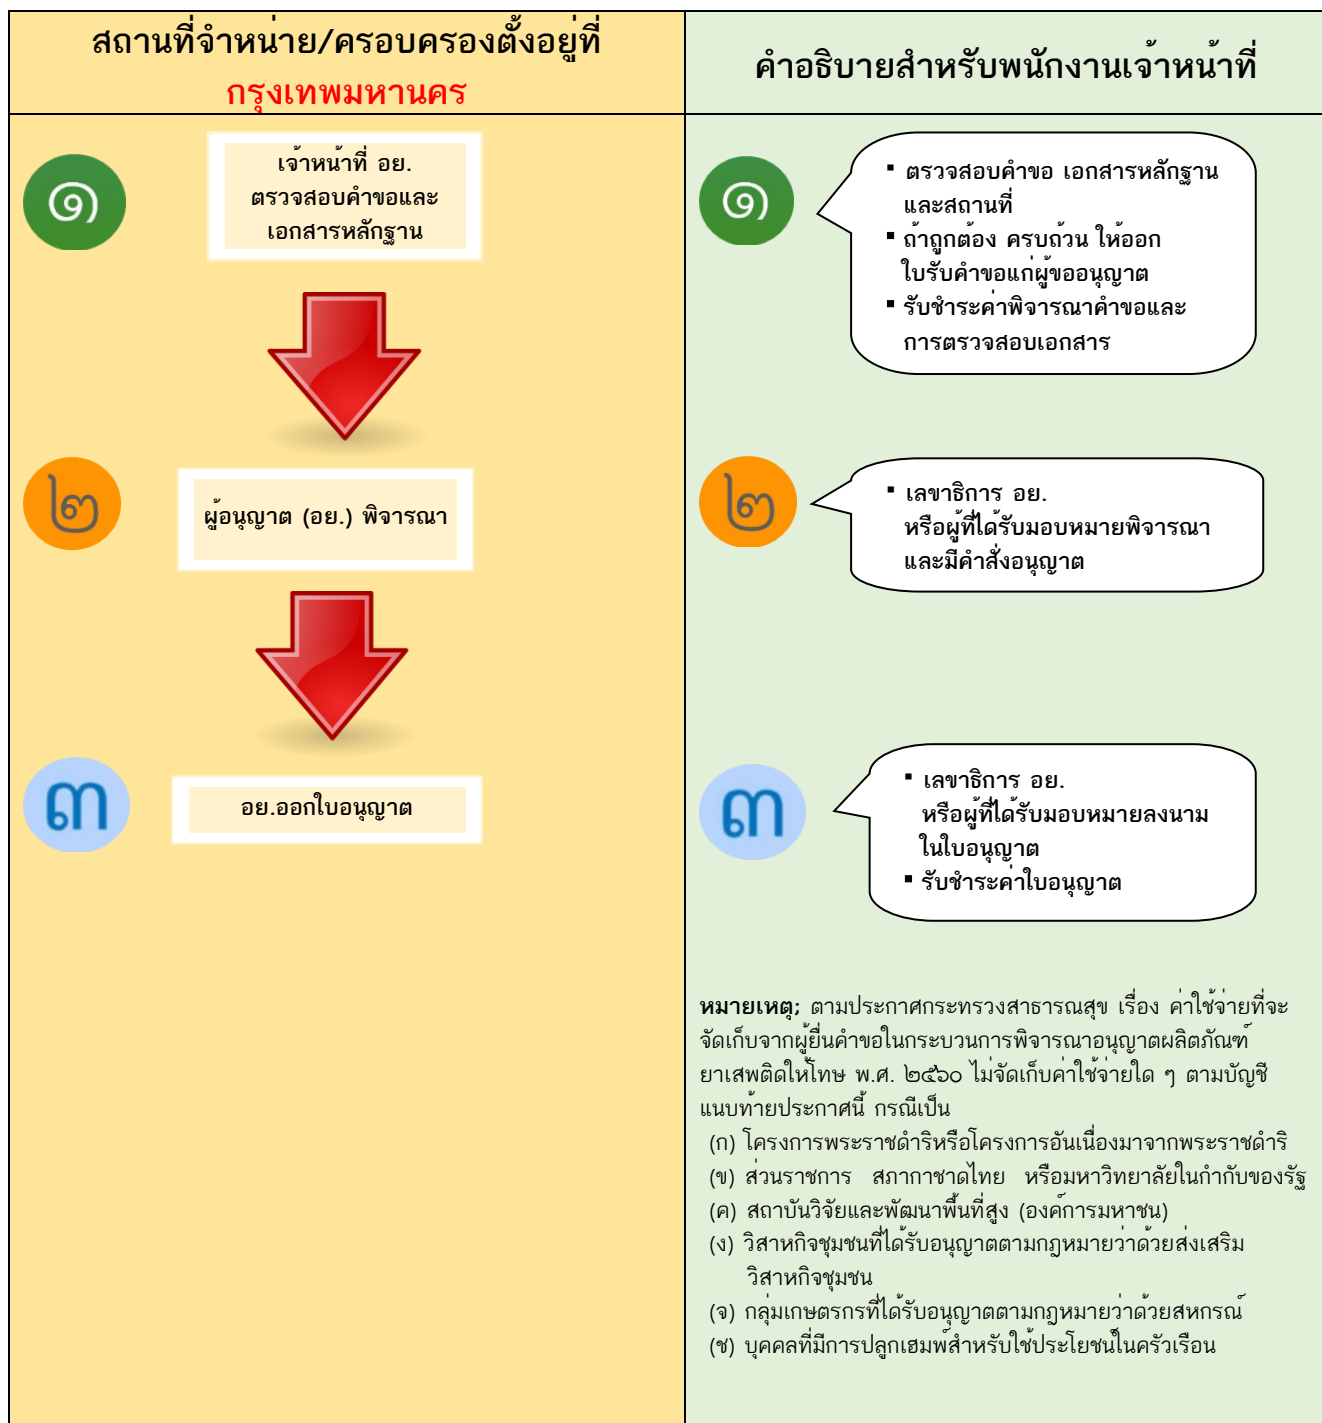 สถานที่จำหน่าย/ครอบครองตั้งอยู่ที่
กรุงเทพมหานคร
คำอธิบายสำหรับพนักงานเจ้าหน้าที่
๑
เจ้าหน้าที่ อย.
ตรวจสอบคำขอและ
เอกสารหลักฐาน
๑
▪ ตรวจสอบคำขอ เอกสารหลักฐาน
และสถานที่
▪ ถ้าถูกต้อง ครบถ้วน ให้ออก
ใบรับคำขอแก่ผู้ขออนุญาต
▪ รับชำระค่าพิจารณาคำขอและ
การตรวจสอบเอกสาร
๒
ผู้อนุญาต (อย.) พิจารณา
๒
▪ เลขาธิการ อย.
หรือผู้ที่ได้รับมอบหมายพิจารณา
และมีคำสั่งอนุญาต
๓
อย.ออกใบอนุญาต
๓
▪ เลขาธิการ อย.
หรือผู้ที่ได้รับมอบหมายลงนาม
ในใบอนุญาต
▪ รับชำระค่าใบอนุญาต
หมายเหตุ; ตามประกาศกระทรวงสาธารณสุข เรื่อง ค่าใช้จ่ายที่จะ
จัดเก็บจากผู้ยื่นคำขอในกระบวนการพิจารณาอนุญาตผลิตภัณฑ์
ยาเสพติดให้โทษ พ.ศ. ๒๕๖๐ ไม่จัดเก็บค่าใช้จ่ายใด ๆ ตามบัญชี
แนบท้ายประกาศนี้ กรณีเป็น
(ก) โครงการพระราชดำริหรือโครงการอันเนื่องมาจากพระราชดำริ
(ข) ส่วนราชการ สภากาชาดไทย หรือมหาวิทยาลัยในกำกับของรัฐ
(ค) สถาบันวิจัยและพัฒนาพื้นที่สูง (องค์การมหาชน)
(ง) วิสาหกิจชุมชนที่ได้รับอนุญาตตามกฎหมายว่าด้วยส่งเสริม
วิสาหกิจชุมชน
(จ) กลุ่มเกษตรกรที่ได้รับอนุญาตตามกฎหมายว่าด้วยสหกรณ์
(ช) บุคคลที่มีการปลูกเฮมพ์สำหรับใช้ประโยชน์ในครัวเรือน